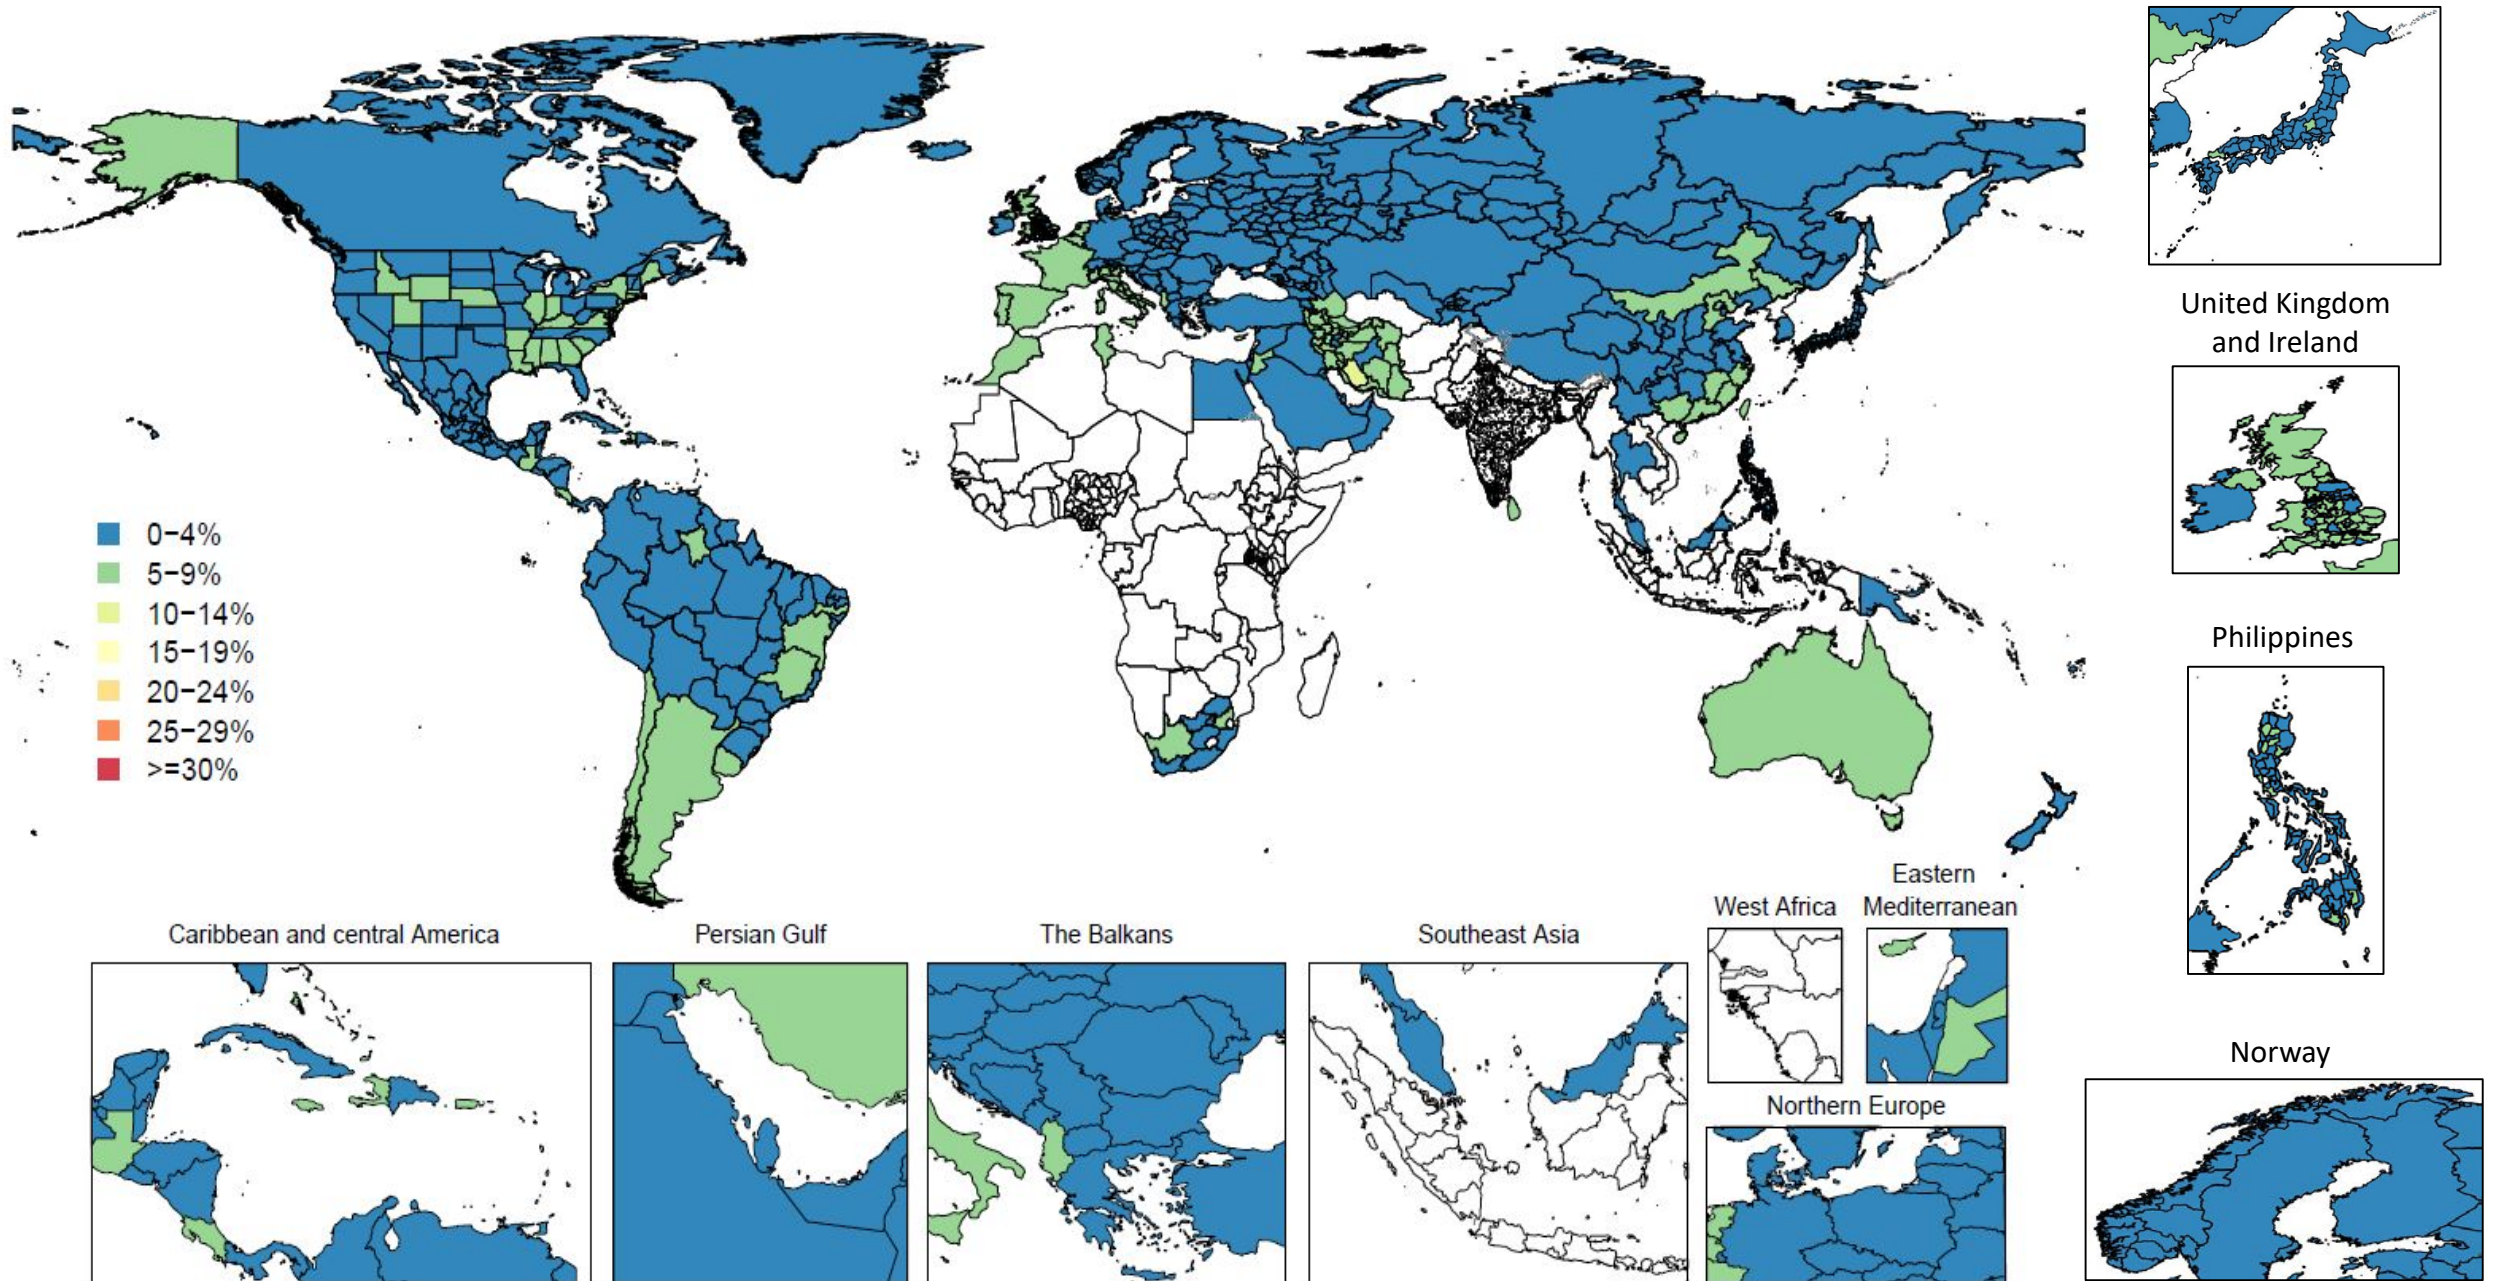 United Kingdom
and Ireland
Philippines
0-4%
5-9%
10-14%
15-19%
20-24%
25-29%
>=30%
Eastern
West Africa Mediterranean
Caribbean and central America
Persian Gulf
The Balkans
Southeast Asia
Norway
Northern Europe